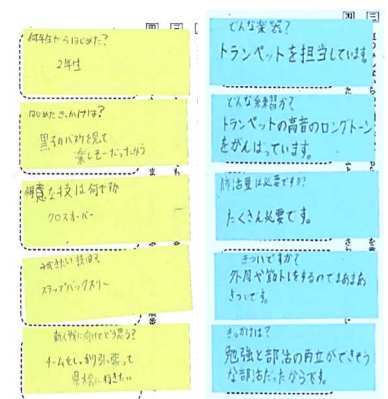 何年生からはじめた?
2年生
はじめたきっかけは?
黒子のバスケを見て
楽しそーだったから
得意な技は何ですか
クロスオーバー
みがきたい技は?
ステップバックスリー
新人戦に向けてどう思う?
チームをしっかり引っ張って
県大会に行きたい
どんな楽器?
トランペットを担当しています
どんな練習か?
トランペットの高音のロングトーン
をがんばっています。
肺活量は必要ですか?
たくさん必要です。
きついですか?
外周や筋トレをするのでまあまあ
きついです。
きっかけは?
勉強と部活の両立ができそう
な部活だったからです。